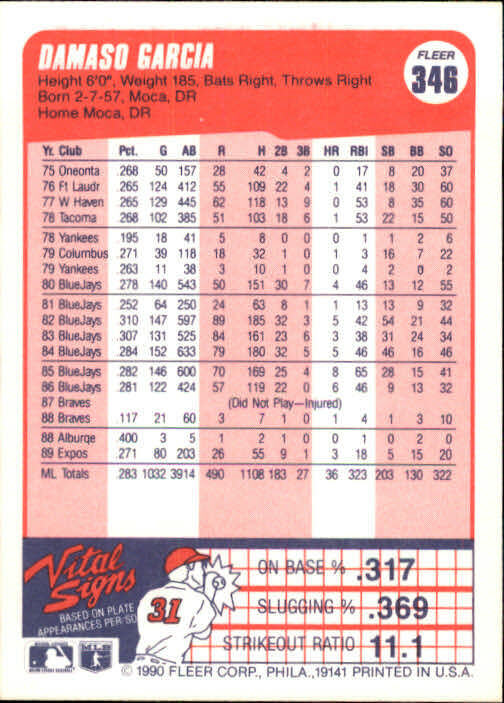 DAMASO GARCIA
FLEER
346
Height 6'0", Weight 185, Bats Right, Throws Right
Born 2-7-57, Moca, DR
Home Moca, DR
Yr. Club Pct. G AB R H 2B 3B HR RBI SB BB SO
75 Oneonta .268 50 157 28 42 4 2 0 17 8 20 37
76 Ft Laudr .265 124 412 55 109 22 4 1 41 18 30 60
77 W Haven .265 129 445 62 118 13 9 0 53 8 35 60
78 Tacoma .268 102 385 51 103 18 6 1 53 22 15 50
78 Yankees .195 18 41 5 8 0 0 0 1 1 2 6
79 Columbus .271 39 118 18 32 1 0 1 3 16 7 22
79 Yankees .263 11 38 3 10 1 0 0 4 2 0 2
80 BlueJays .278 140 543 50 151 30 7 4 46 13 12 55
81 BlueJays .252 64 250 24 63 8 1 1 13 13 9 32
82 BlueJays .310 147 597 89 185 32 3 5 42 54 21 44
83 BlueJays .307 131 525 84 161 23 6 3 38 31 24 34
84 BlueJays .284 152 633 79 180 32 5 5 46 46 16 46
85 BlueJays .282 146 600 70 169 25 4 8 65 28 15 41
86 BlueJays .281 122 424 57 119 22 0 6 46 9 13 32
87 Braves (Did Not Play—Injured)
88 Braves .117 21 60 3 7 1 0 1 4 1 3 10
88 Alburqe .400 3 5 1 2 1 0 0 1 0 2 0
89 Expos .271 80 203 26 55 9 1 3 18 5 15 20
ML Totals .283 1032 3914 490 1108 183 27 36 323 203 130 322
Vital Signs
BASED ON PLATE
APPEARANCES PER '50
31
ON BASE % .317
SLUGGING % .369
STRIKEOUT RATIO 11.1
© 1990 FLEER CORP., PHILA., 19141 PRINTED IN U.S.A.